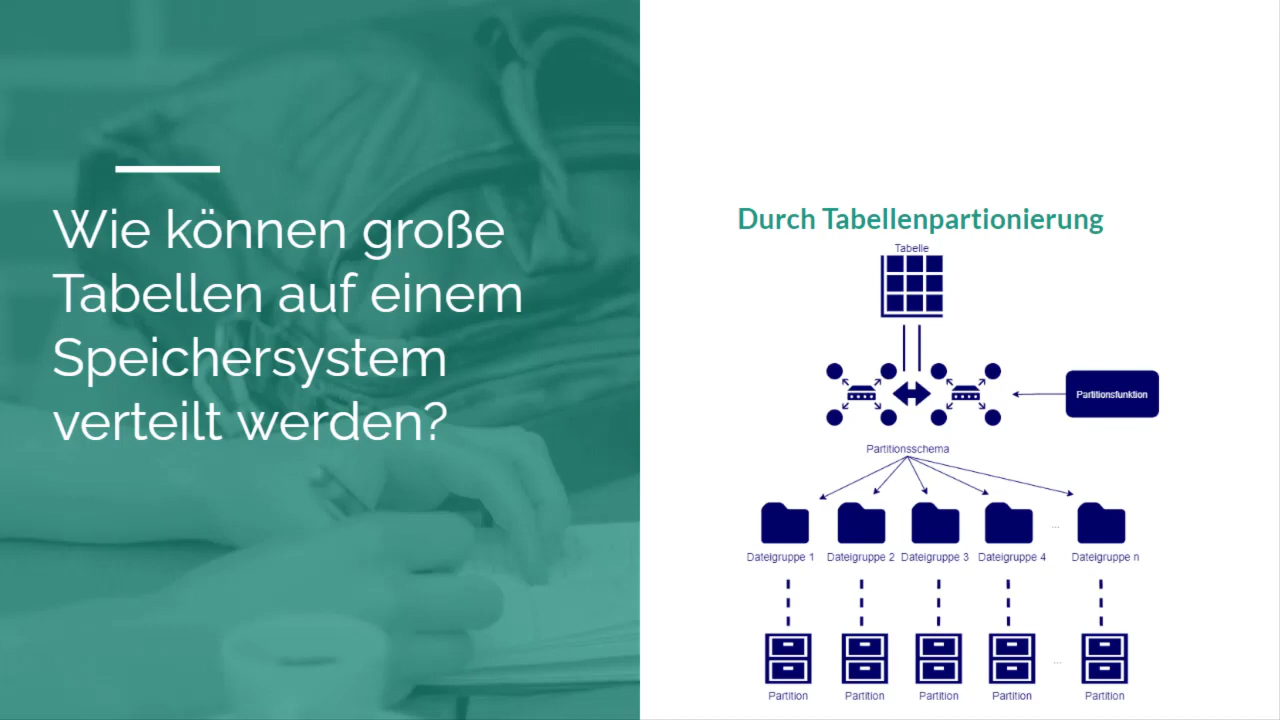 Wie können große
Tabellen auf einem
Speichersystem
verteilt werden?
Durch Tabellenpartionierung
Tabelle
Partitionsfunktion
Partitionsschema
...
Dateigruppe 1 Dateigruppe 2 Dateigruppe 3 Dateigruppe 4 Dateigruppe n
...
Partition Partition Partition Partition Partition